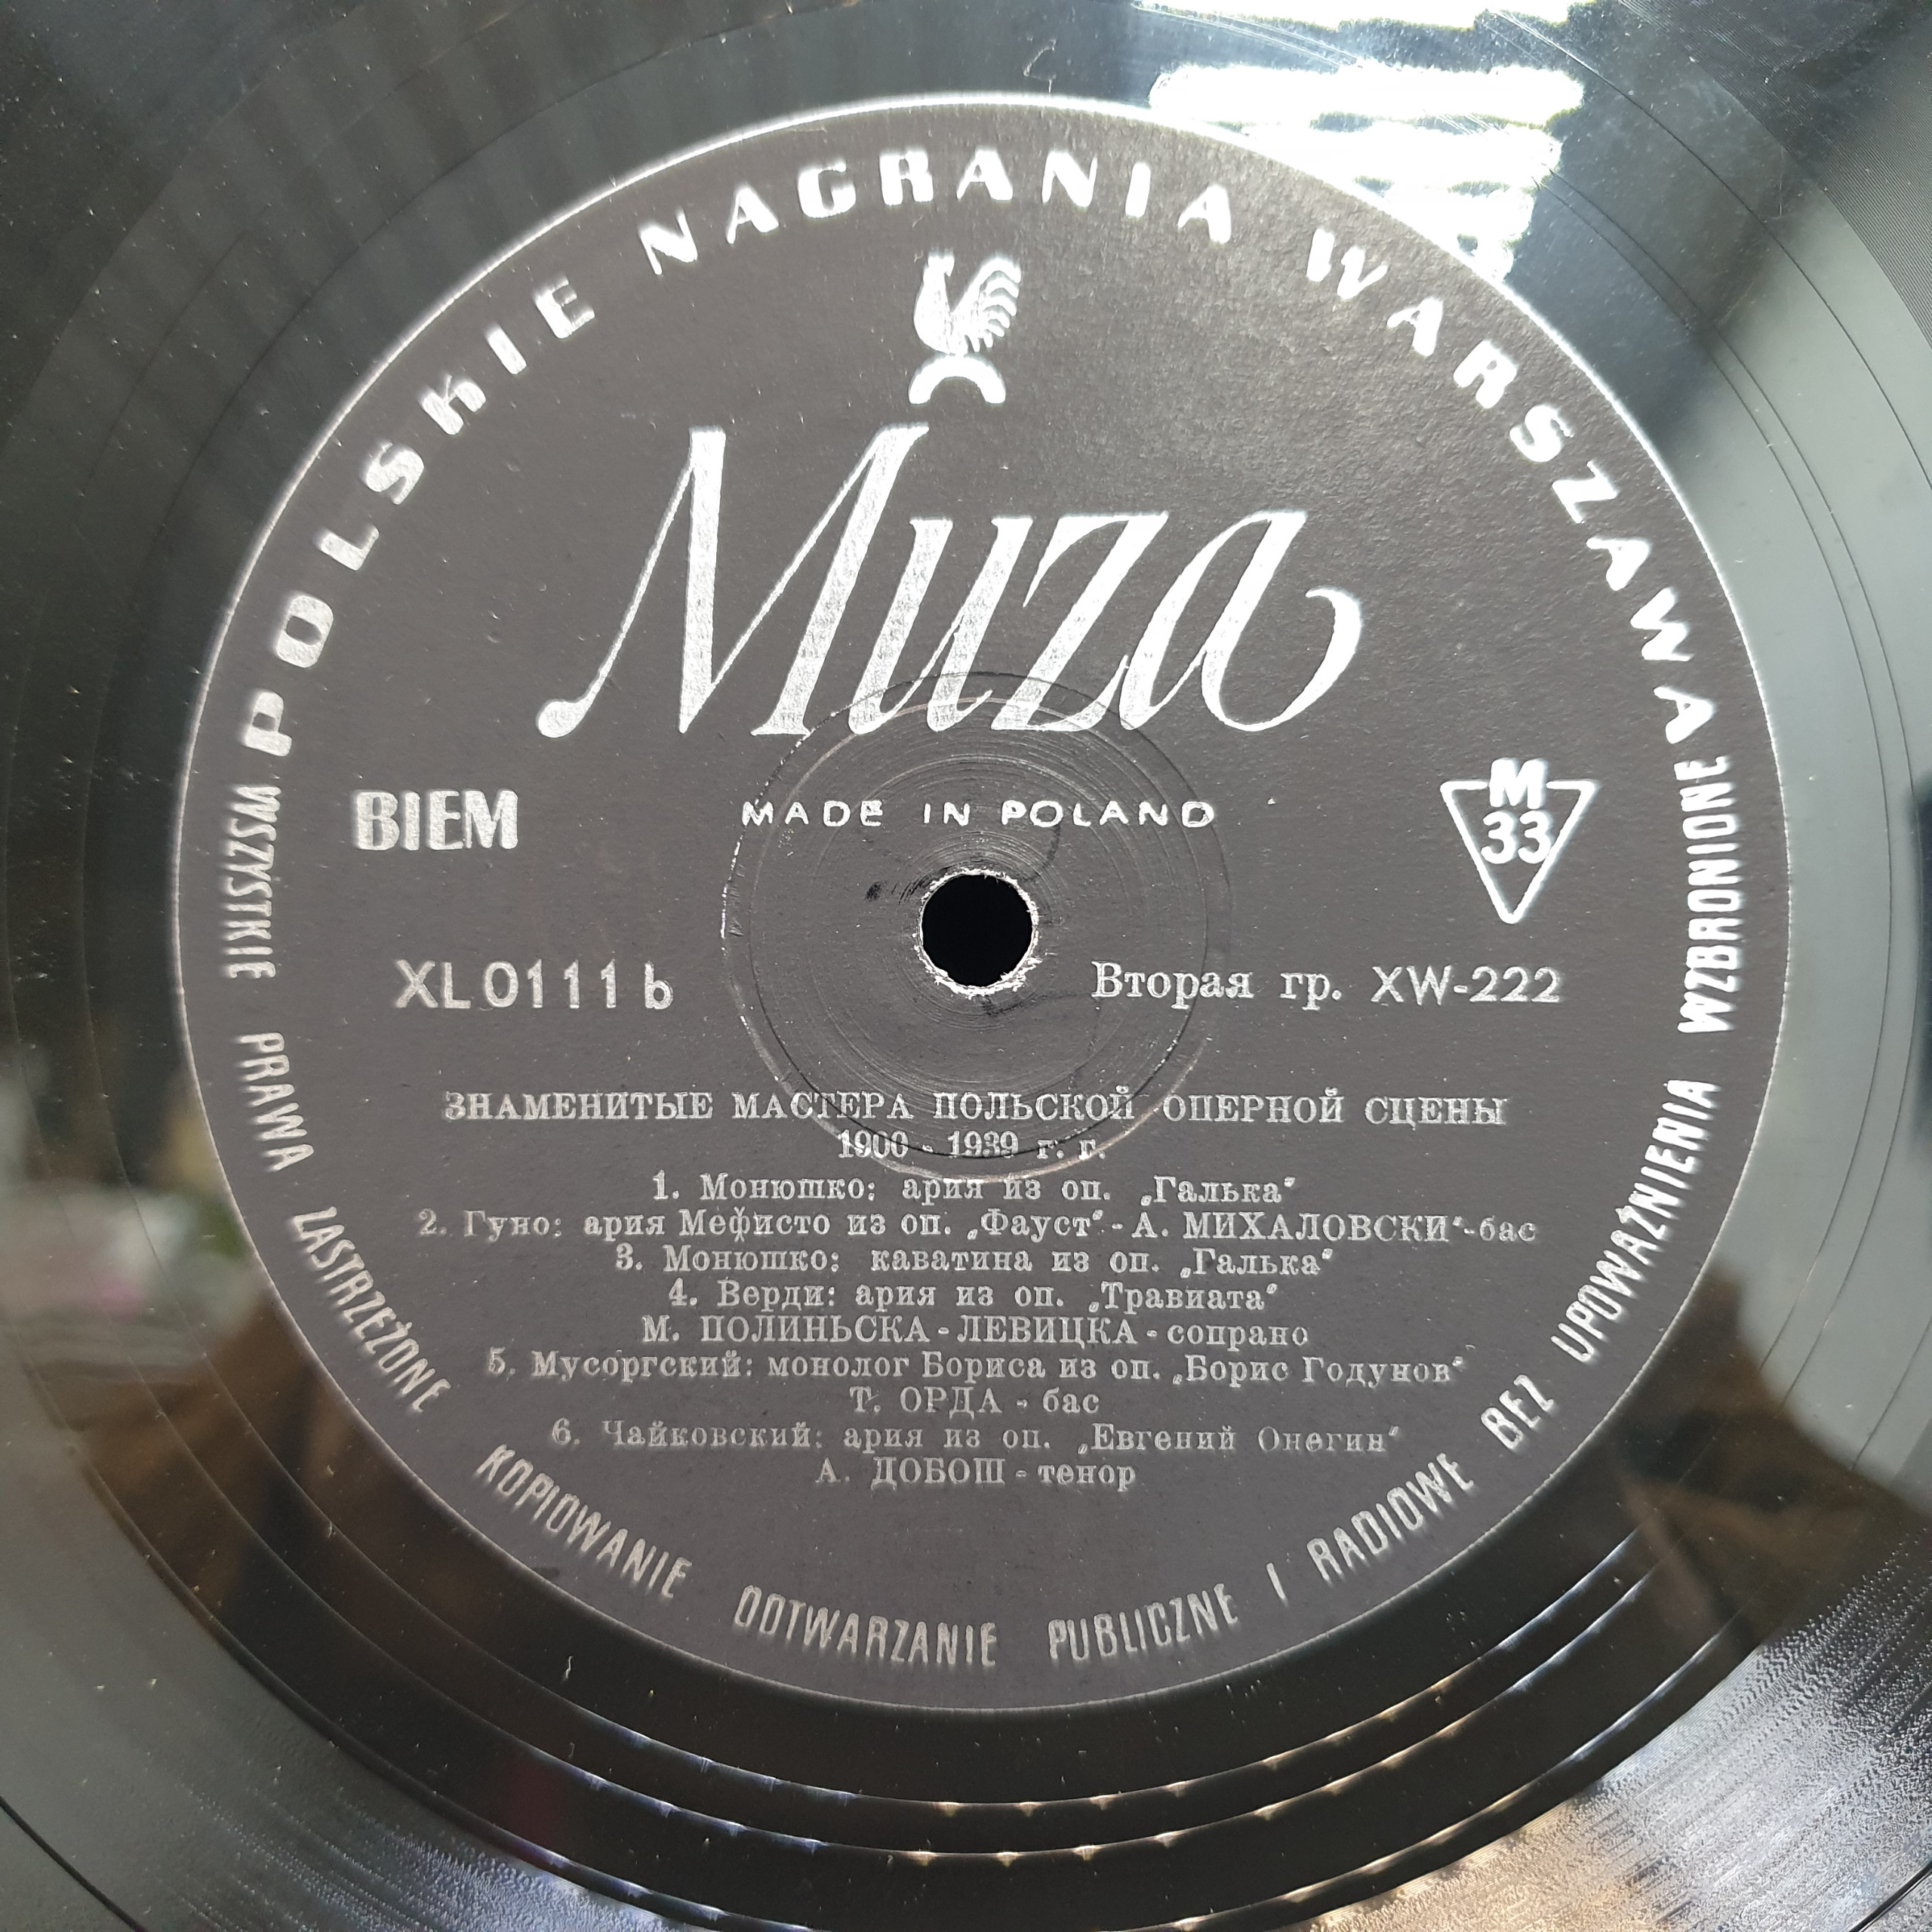 POLSKIE NAGRANIA WARSZAWA
Muza
BIEM
MADE IN POLAND
M
33
XL0111 b
Вторая гр. XW-222
ЗНАМЕНИТЫЕ МАСТЕРА ПОЛЬСКОЙ ОПЕРНОЙ СЦЕНЫ
1900 - 1939 г. г.
1. Монюшко: ария из оп. „Галька"
2. Гуно: ария Мефисто из оп. „Фауст"-А. МИХАЛОВСКИ"-бас
3. Монюшко: каватина из оп. „Галька"
4. Верди: ария из оп. „Травиата"
М. ПОЛИНЬСКА-ЛЕВИЦКА-сопрано
5. Мусоргский: монолог Бориса из оп. „Борис Годунов"
Т. ОРДА - бас
6. Чайковский: ария из оп. „Евгений Онегин"
А. ДОБОШ - тенор
WSZYSTKIE PRAWA ZASTRZEŻONE KOPIOWANIE ODTWARZANIE PUBLICZNE I RADIOWE BEZ UPOWAŻNIENIA WZBRONIONE